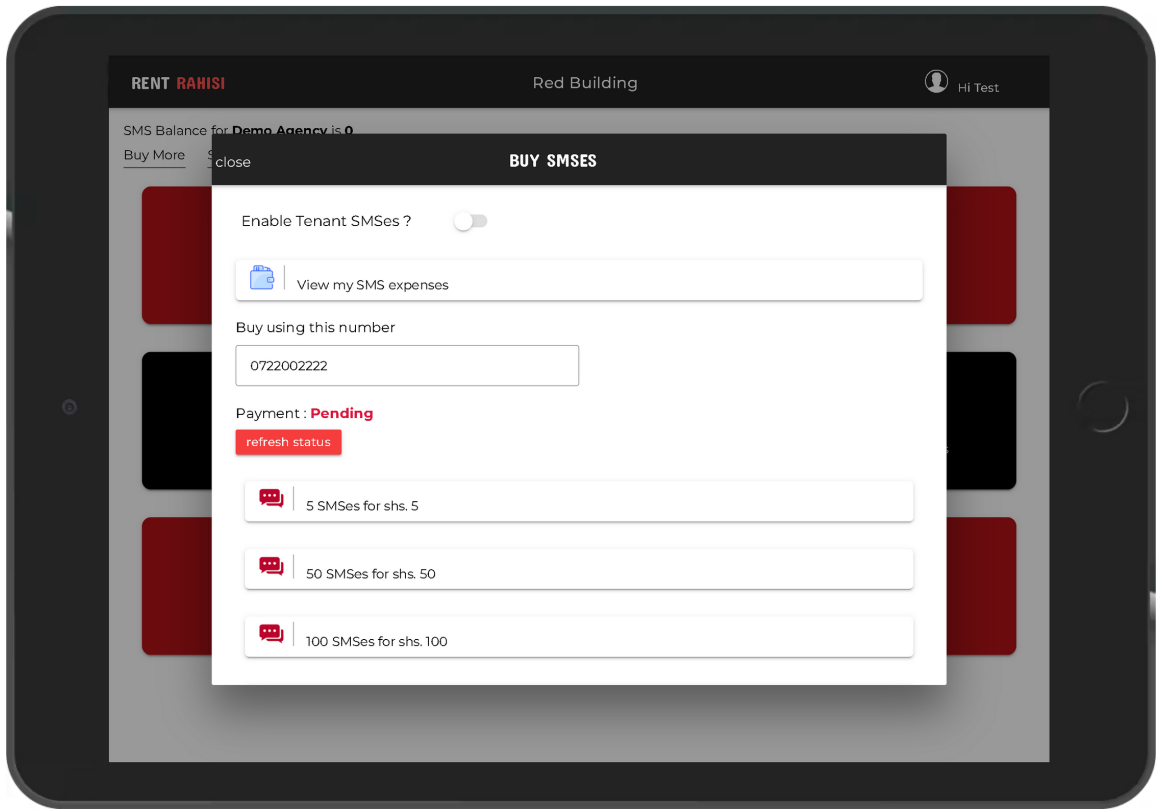 RENT RAHISI
Red Building
Hi Test
SMS Balance for Demo Agency is 0
Buy More
close
BUY SMSES
Enable Tenant SMSes ?
View my SMS expenses
Buy using this number
0722002222
Payment : Pending
refresh status
5 SMSes for shs. 5
50 SMSes for shs. 50
100 SMSes for shs. 100